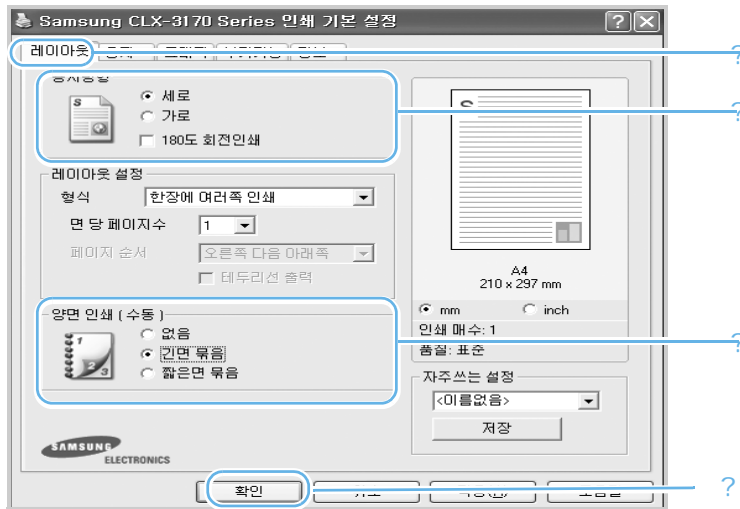 Samsung CLX-3170 Series 인쇄 기본 설정
레이아웃
?
세로
가로
180도 회전인쇄
?
S
레이아웃 설정
형식 한장에 여러쪽 인쇄
면 당 페이지수 1
페이지 순서 오른쪽 다음 아래쪽
테두리선 출력
A4
210 x 297 mm
mm inch
인쇄 매수: 1
품질: 표준
양면 인쇄 ( 수동 )
없음
긴면 묶음
짧은면 묶음
1
2
3
?
자주쓰는 설정
<이름없음>
저장
SAMSUNG
ELECTRONICS
확인
?